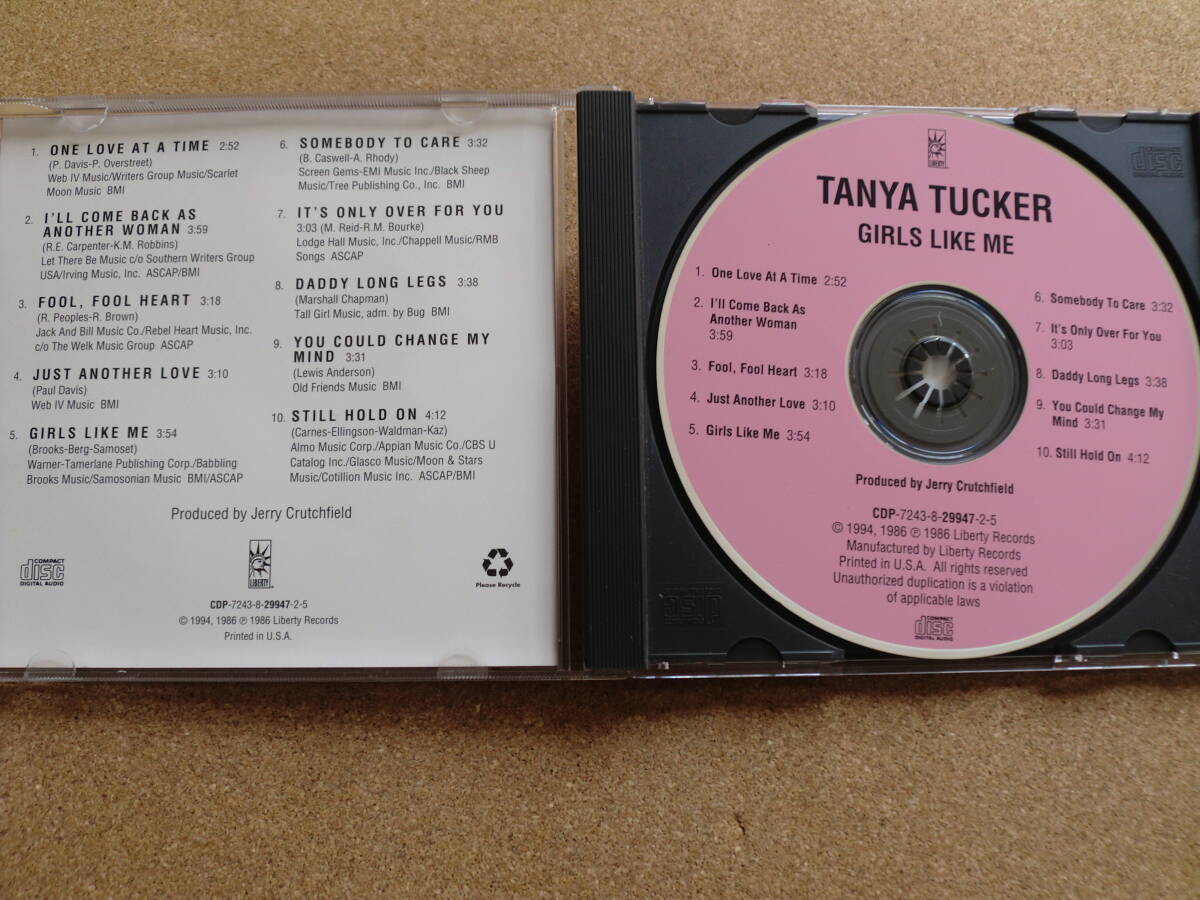 1. ONE LOVE AT A TIME 2:52
(P. Davis-P. Overstreet)
Web IV Music/Writers Group Music/Scarlet
Moon Music BMI
2. I'LL COME BACK AS
ANOTHER WOMAN 3:59
(R.E. Carpenter-K.M. Robbins)
Let There Be Music c/o Southern Writers Group
USA/Irving Music, Inc. ASCAP/BMI
3. FOOL, FOOL HEART 3:18
(R. Peoples-R. Brown)
Jack And Bill Music Co./Rebel Heart Music, Inc.
c/o The Welk Music Group ASCAP
4. JUST ANOTHER LOVE 3:10
(Paul Davis)
Web IV Music BMI
5. GIRLS LIKE ME 3:54
(Brooks-Berg-Samoset)
Warner-Tamerlane Publishing Corp./Babbling
Brooks Music/Samosonian Music BMI/ASCAP
6. SOMEBODY TO CARE 3:32
(B. Caswell-A. Rhody)
Screen Gems-EMI Music Inc./Black Sheep
Music/Tree Publishing Co., Inc. BMI
7. IT'S ONLY OVER FOR YOU
3:03 (M. Reid-R.M. Bourke)
Lodge Hall Music, Inc./Chappell Music/RMB
Songs ASCAP
8. DADDY LONG LEGS 3:38
(Marshall Chapman)
Tall Girl Music, adm. by Bug BMI
9. YOU COULD CHANGE MY
MIND 3:31
(Lewis Anderson)
Old Friends Music BMI
10. STILL HOLD ON 4:12
(Carnes-Ellingson-Waldman-Kaz)
Almo Music Corp./Appian Music Co./CBS U
Catalog Inc./Glasco Music/Moon & Stars
Music/Cotillion Music Inc. ASCAP/BMI
Produced by Jerry Crutchfield
COMPACT
disc
DIGITAL AUDIO
LIBERTY
Please Recycle
CDP-7243-8-29947-2-5
© 1994, 1986 ℗ 1986 Liberty Records
Printed in U.S.A.
LIBERTY
TANYA TUCKER
GIRLS LIKE ME
1. One Love At A Time 2:52
2. I'll Come Back As
Another Woman
3:59
3. Fool, Fool Heart 3:18
4. Just Another Love 3:10
5. Girls Like Me 3:54
6. Somebody To Care 3:32
7. It's Only Over For You
3:03
8. Daddy Long Legs 3:38
9. You Could Change My
Mind 3:31
10. Still Hold On 4:12
Produced by Jerry Crutchfield
CDP-7243-8-29947-2-5
© 1994, 1986 ℗ 1986 Liberty Records
Manufactured by Liberty Records
Printed in U.S.A. All rights reserved
Unauthorized duplication is a violation
of applicable laws
COMPACT
disc
DIGITAL AUDIO
COMPACT
disc
DIGITAL AUDIO
disc